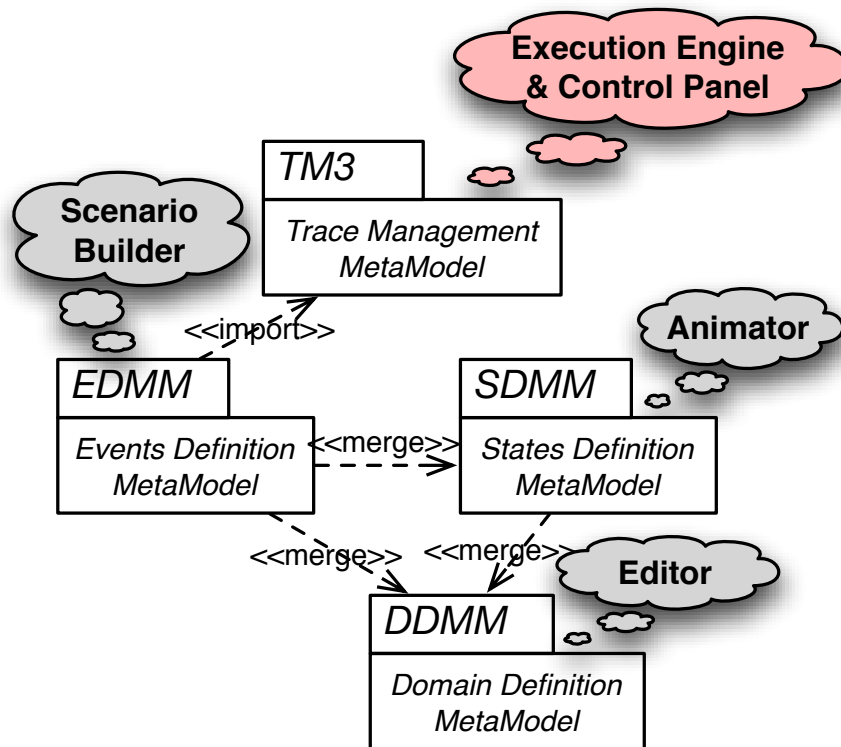 Execution Engine
& Control Panel
TM3
Trace Management
MetaModel
Scenario
Builder
<<import>>
Animator
EDMM
Events Definition
MetaModel
<<merge>>
SDMM
States Definition
MetaModel
<<merge>>
<<merge>>
Editor
DDMM
Domain Definition
MetaModel